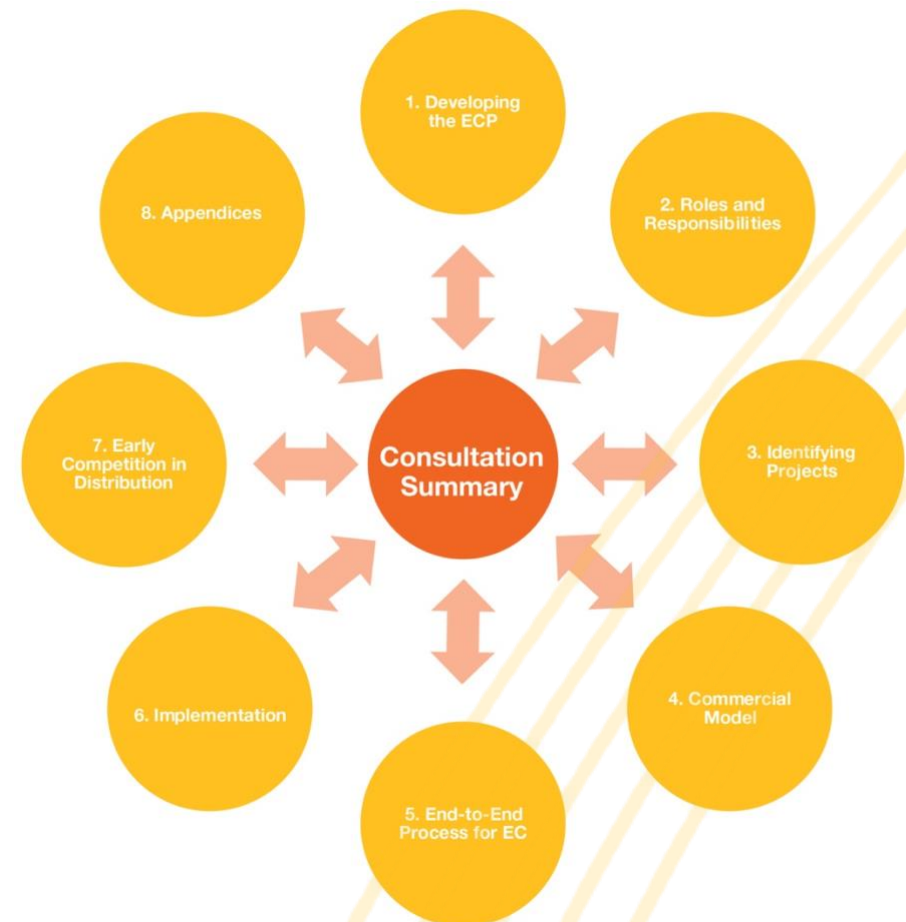 1. Developing
the ECP
2. Roles and
Responsibilities
3. Identifying
Projects
4. Commercial
Model
5. End-to-End
Process for EC
6. Implementation
7. Early
Competition in
Distribution
8. Appendices
Consultation
Summary